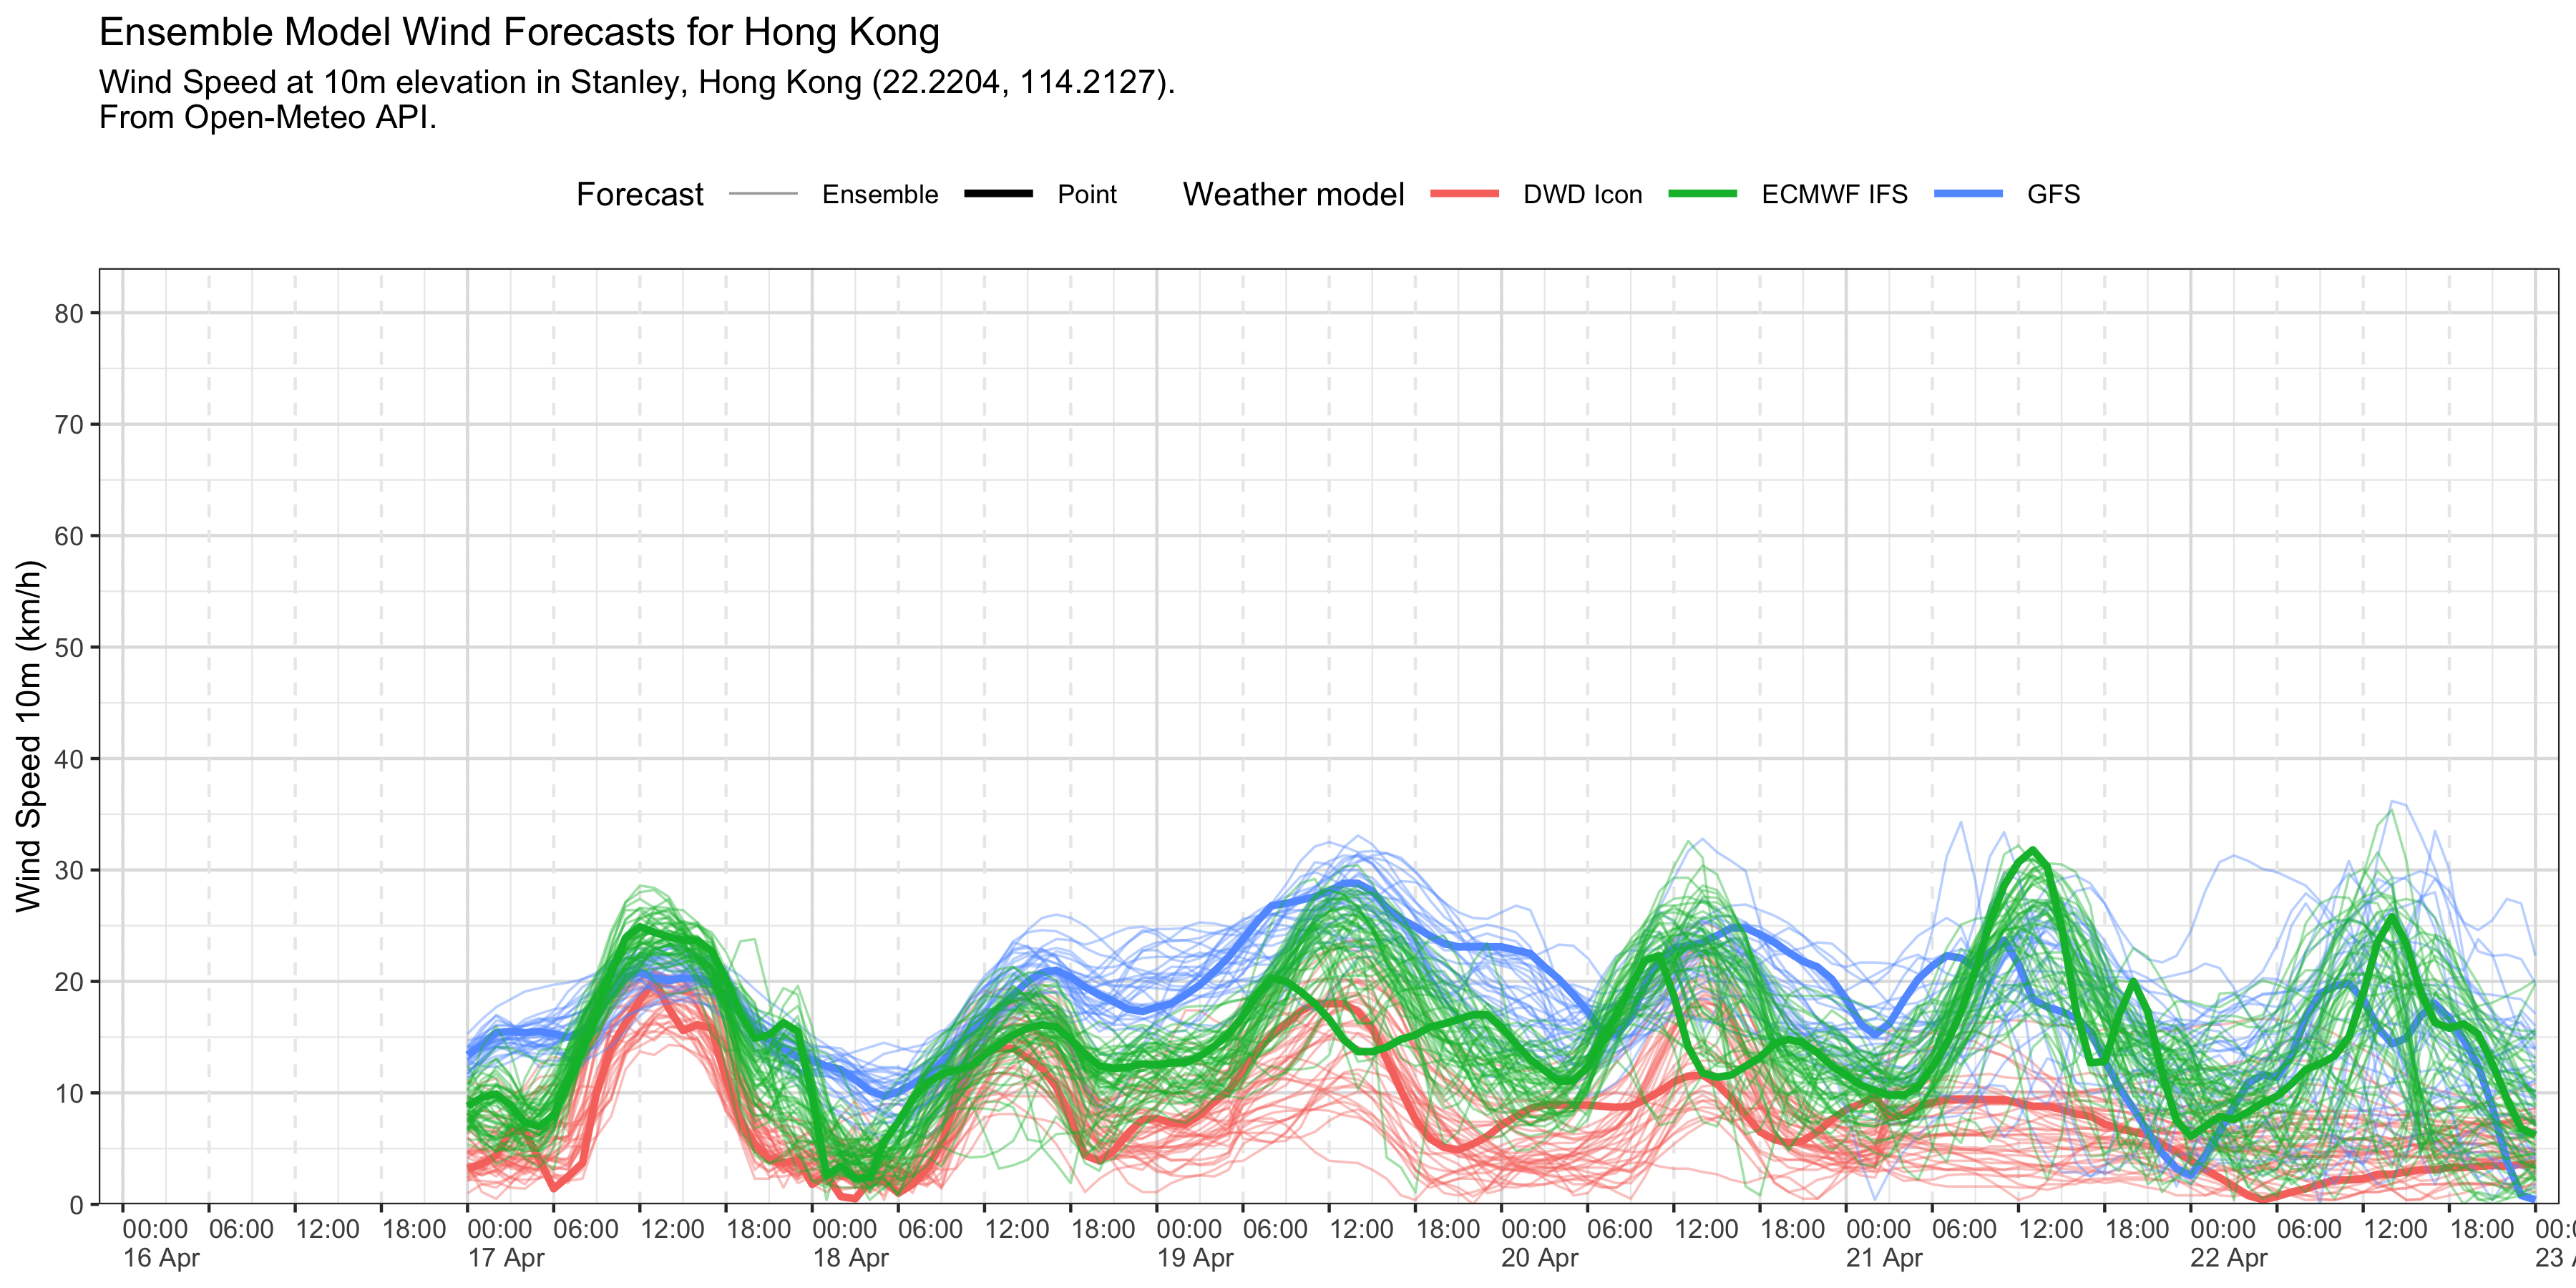 Ensemble Model Wind Forecasts for Hong Kong
Wind Speed at 10m elevation in Stanley, Hong Kong (22.2204, 114.2127).
From Open-Meteo API.
Forecast Ensemble Point Weather model DWD Icon ECMWF IFS GFS
Wind Speed 10m (km/h)
80
70
60
50
40
30
20
10
0
00:00 06:00 12:00 18:00 00:00 06:00 12:00 18:00 00:00 06:00 12:00 18:00 00:00 06:00 12:00 18:00 00:00 06:00 12:00 18:00 00:00 06:00 12:00 18:00 00:00 06:00 12:00 18:00
16 Apr 17 Apr 18 Apr 19 Apr 20 Apr 21 Apr 22 Apr 23